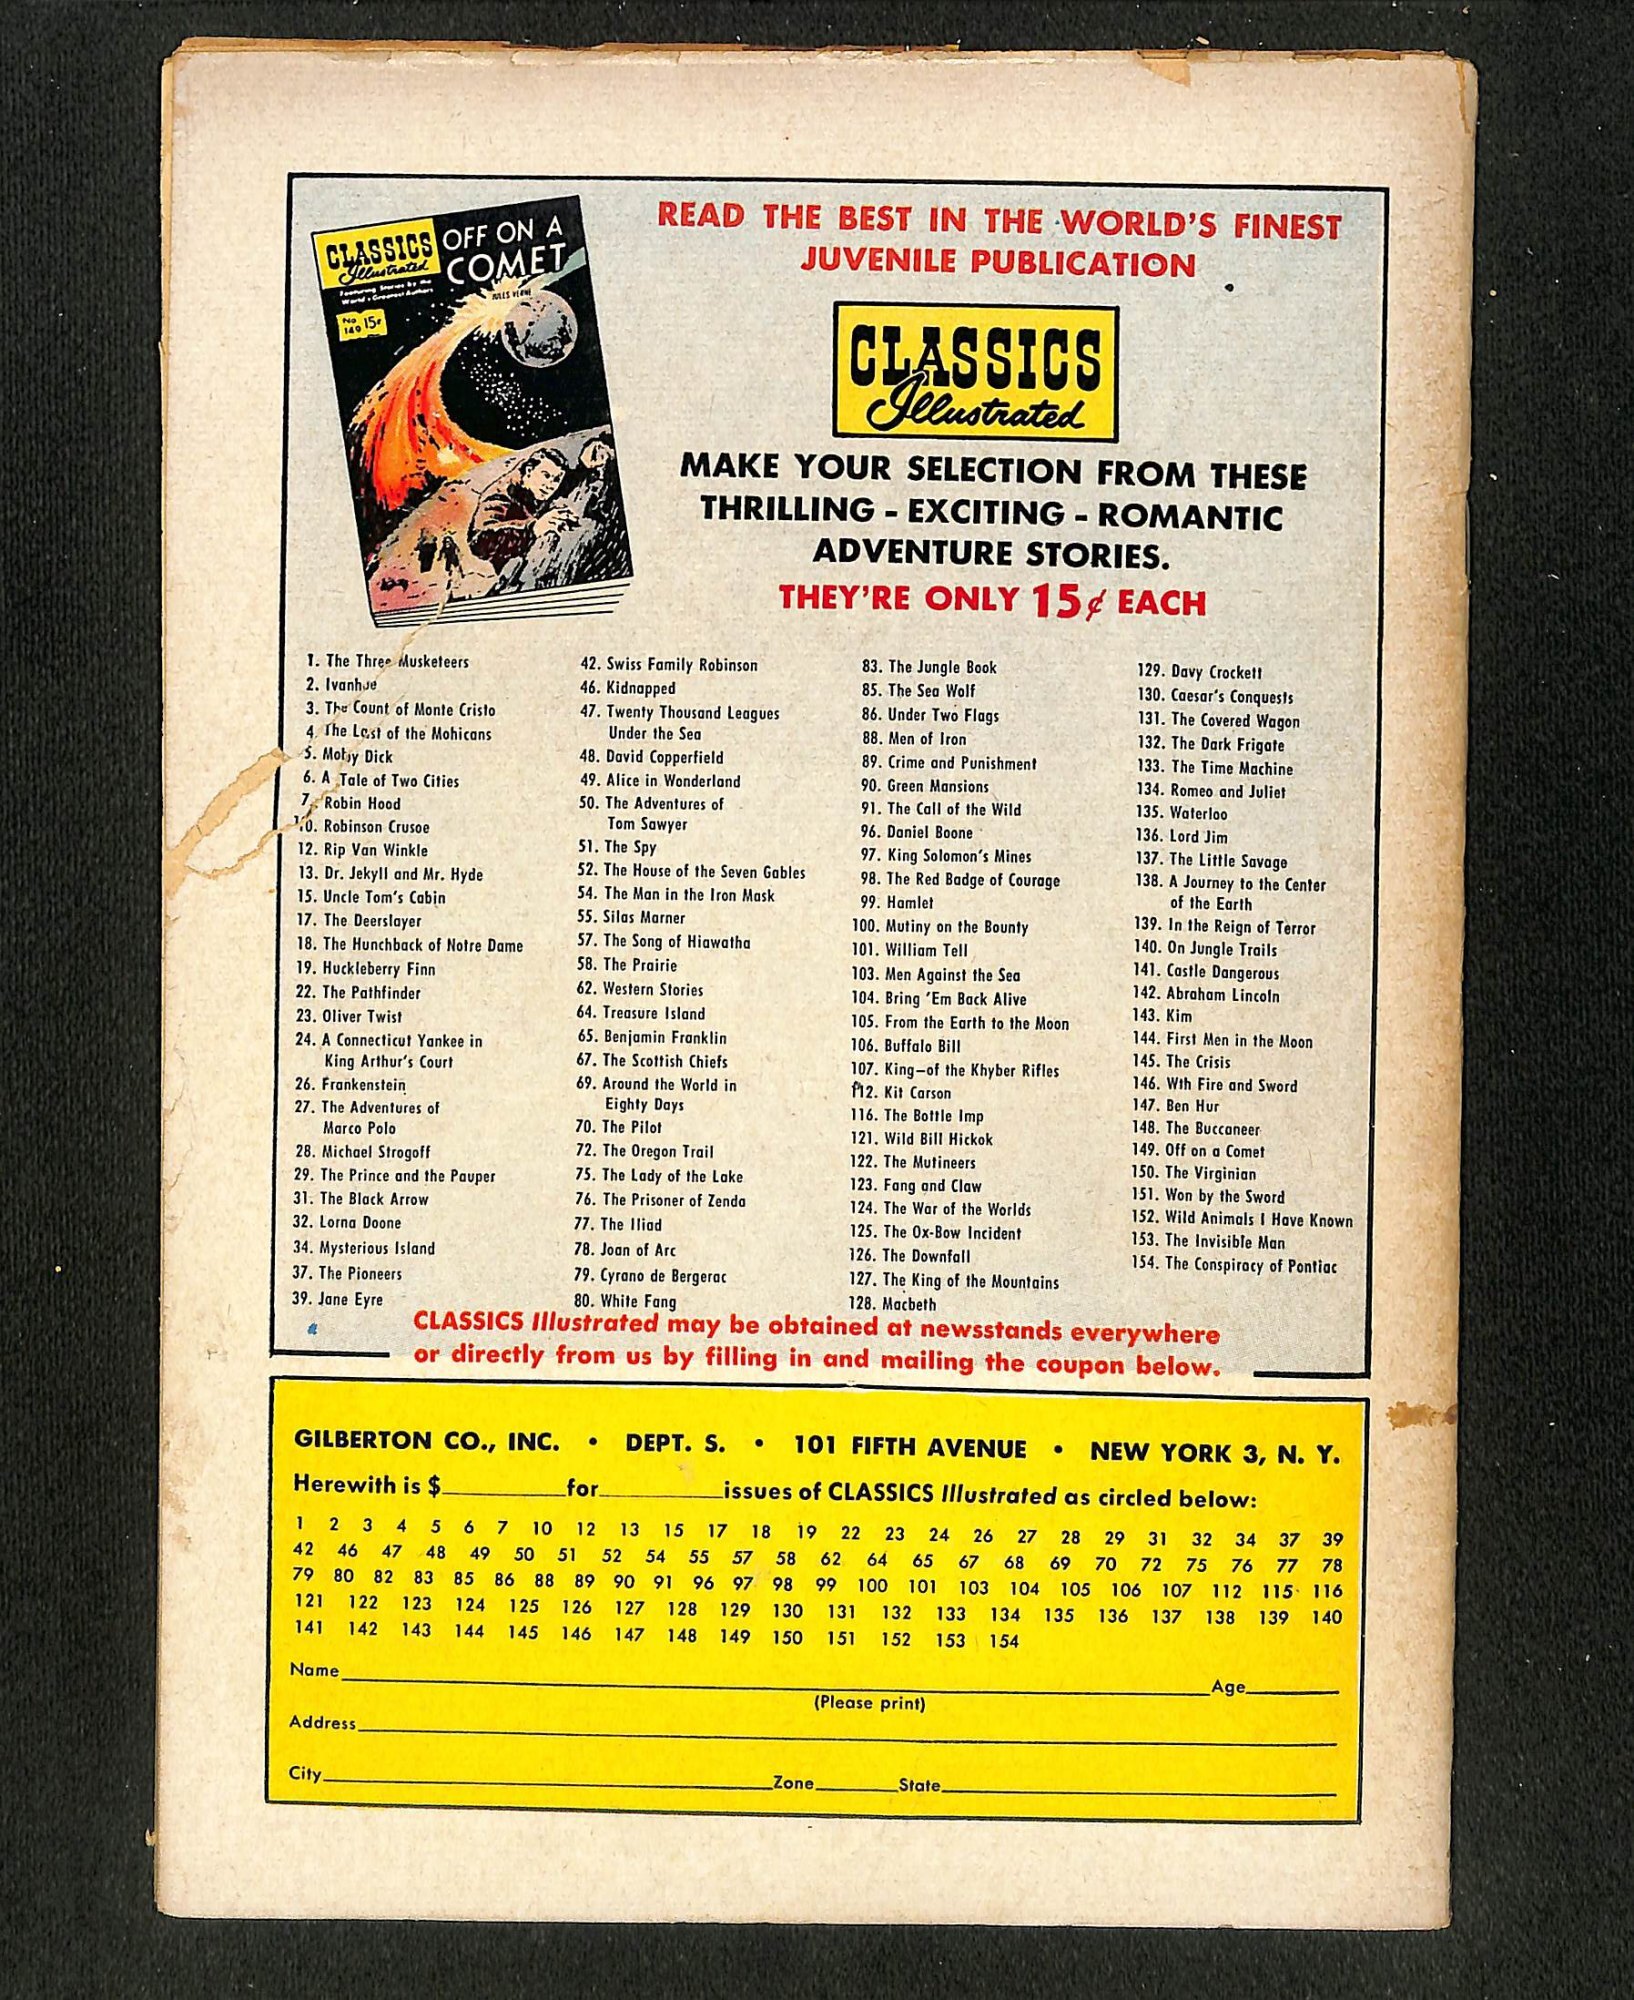 CLASSICS
Illustrated
OFF ON A
COMET
Featuring Stories by the
World's Greatest Authors
JULES VERNE
No
149 15¢
READ THE BEST IN THE WORLD'S FINEST
JUVENILE PUBLICATION
CLASSICS
Illustrated
MAKE YOUR SELECTION FROM THESE
THRILLING - EXCITING - ROMANTIC
ADVENTURE STORIES.
THEY'RE ONLY 15¢ EACH
1. The Three Musketeers
2. Ivanhoe
3. The Count of Monte Cristo
4. The Last of the Mohicans
5. Moby Dick
6. A Tale of Two Cities
7. Robin Hood
10. Robinson Crusoe
12. Rip Van Winkle
13. Dr. Jekyll and Mr. Hyde
15. Uncle Tom's Cabin
17. The Deerslayer
18. The Hunchback of Notre Dame
19. Huckleberry Finn
22. The Pathfinder
23. Oliver Twist
24. A Connecticut Yankee in
King Arthur's Court
26. Frankenstein
27. The Adventures of
Marco Polo
28. Michael Strogoff
29. The Prince and the Pauper
31. The Black Arrow
32. Lorna Doone
34. Mysterious Island
37. The Pioneers
39. Jane Eyre
42. Swiss Family Robinson
46. Kidnapped
47. Twenty Thousand Leagues
Under the Sea
48. David Copperfield
49. Alice in Wonderland
50. The Adventures of
Tom Sawyer
51. The Spy
52. The House of the Seven Gables
54. The Man in the Iron Mask
55. Silas Marner
57. The Song of Hiawatha
58. The Prairie
62. Western Stories
64. Treasure Island
65. Benjamin Franklin
67. The Scottish Chiefs
69. Around the World in
Eighty Days
70. The Pilot
72. The Oregon Trail
75. The Lady of the Lake
76. The Prisoner of Zenda
77. The Iliad
78. Joan of Arc
79. Cyrano de Bergerac
80. White Fang
83. The Jungle Book
85. The Sea Wolf
86. Under Two Flags
88. Men of Iron
89. Crime and Punishment
90. Green Mansions
91. The Call of the Wild
96. Daniel Boone
97. King Solomon's Mines
98. The Red Badge of Courage
99. Hamlet
100. Mutiny on the Bounty
101. William Tell
103. Men Against the Sea
104. Bring 'Em Back Alive
105. From the Earth to the Moon
106. Buffalo Bill
107. King—of the Khyber Rifles
112. Kit Carson
116. The Bottle Imp
121. Wild Bill Hickok
122. The Mutineers
123. Fang and Claw
124. The War of the Worlds
125. The Ox-Bow Incident
126. The Downfall
127. The King of the Mountains
128. Macbeth
129. Davy Crockett
130. Caesar's Conquests
131. The Covered Wagon
132. The Dark Frigate
133. The Time Machine
134. Romeo and Juliet
135. Waterloo
136. Lord Jim
137. The Little Savage
138. A Journey to the Center
of the Earth
139. In the Reign of Terror
140. On Jungle Trails
141. Castle Dangerous
142. Abraham Lincoln
143. Kim
144. First Men in the Moon
145. The Crisis
146. Wth Fire and Sword
147. Ben Hur
148. The Buccaneer
149. Off on a Comet
150. The Virginian
151. Won by the Sword
152. Wild Animals I Have Known
153. The Invisible Man
154. The Conspiracy of Pontiac
CLASSICS Illustrated may be obtained at newsstands everywhere
or directly from us by filling in and mailing the coupon below.
GILBERTON CO., INC. • DEPT. S. • 101 FIFTH AVENUE • NEW YORK 3, N. Y.
Herewith is $ for issues of CLASSICS Illustrated as circled below:
1 2 3 4 5 6 7 10 12 13 15 17 18 19 22 23 24 26 27 28 29 31 32 34 37 39
42 46 47 48 49 50 51 52 54 55 57 58 62 64 65 67 68 69 70 72 75 76 77 78
79 80 82 83 85 86 88 89 90 91 96 97 98 99 100 101 103 104 105 106 107 112 115 116
121 122 123 124 125 126 127 128 129 130 131 132 133 134 135 136 137 138 139 140
141 142 143 144 145 146 147 148 149 150 151 152 153 154
Name Age
(Please print)
Address
City Zone State